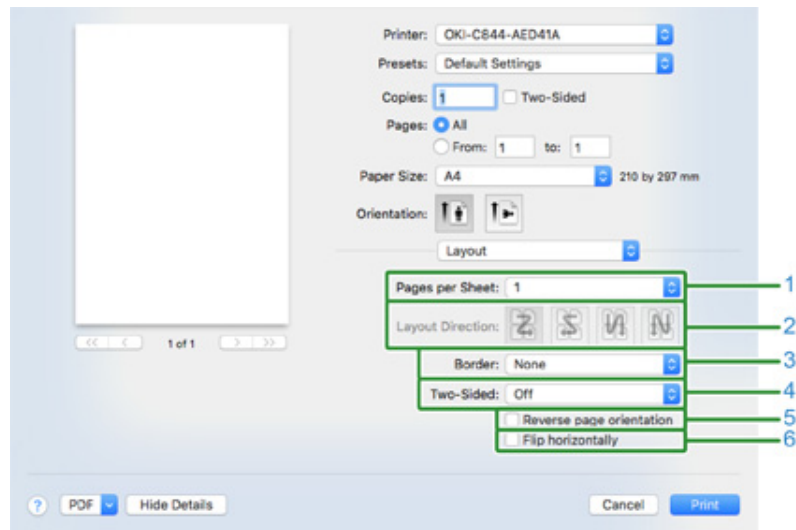 Printer: OKI-C844-AED41A
Presets: Default Settings
Copies: 1 Two-Sided
Pages: All
From: 1 to: 1
Paper Size: A4 210 by 297 mm
Orientation:
Layout
Pages per Sheet: 1 1
Layout Direction: 2
1 of 1
Border: None 3
Two-Sided: Off 4
Reverse page orientation 5
Flip horizontally 6
? PDF Hide Details Cancel Print